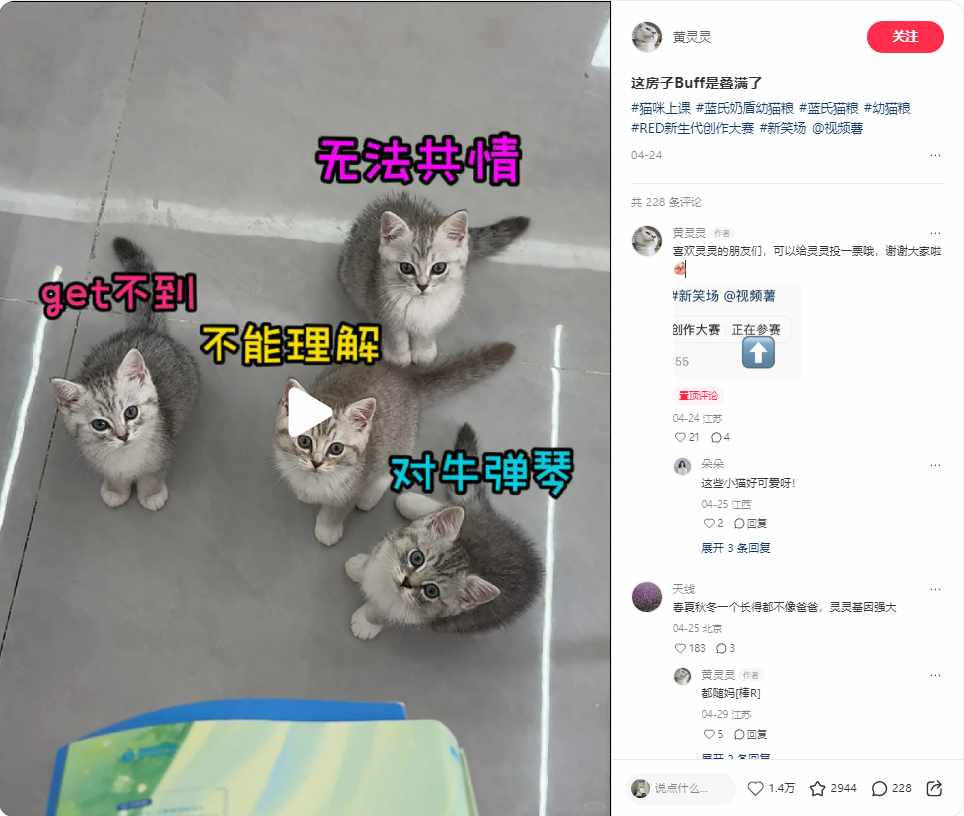 无法共情
get不到
不能理解
对牛弹琴
黄灵灵
关注
这房子Buff是叠满了
#猫咪上课 #蓝氏奶盾幼猫粮 #蓝氏猫粮 #幼猫粮
#RED新生代创作大赛 #新笑场 @视频薯
04-24
共 228 条评论
黄灵灵 作者
喜欢灵灵的朋友们，可以给灵灵投一票哦，谢谢大家啦
#新笑场 @视频薯
创作大赛 正在参赛
55
置顶评论
04-24 江苏
21 4
朵朵
这些小猫好可爱呀！
04-25 江西
2 回复
展开 3 条回复
天线
春夏秋冬一个长得都不像爸爸，灵灵基因强大
04-25 北京
183 3
黄灵灵 作者
都随妈[棒R]
04-29 江苏
5 回复
展开 2 条回复
说点什么...
1.4万 2944 228